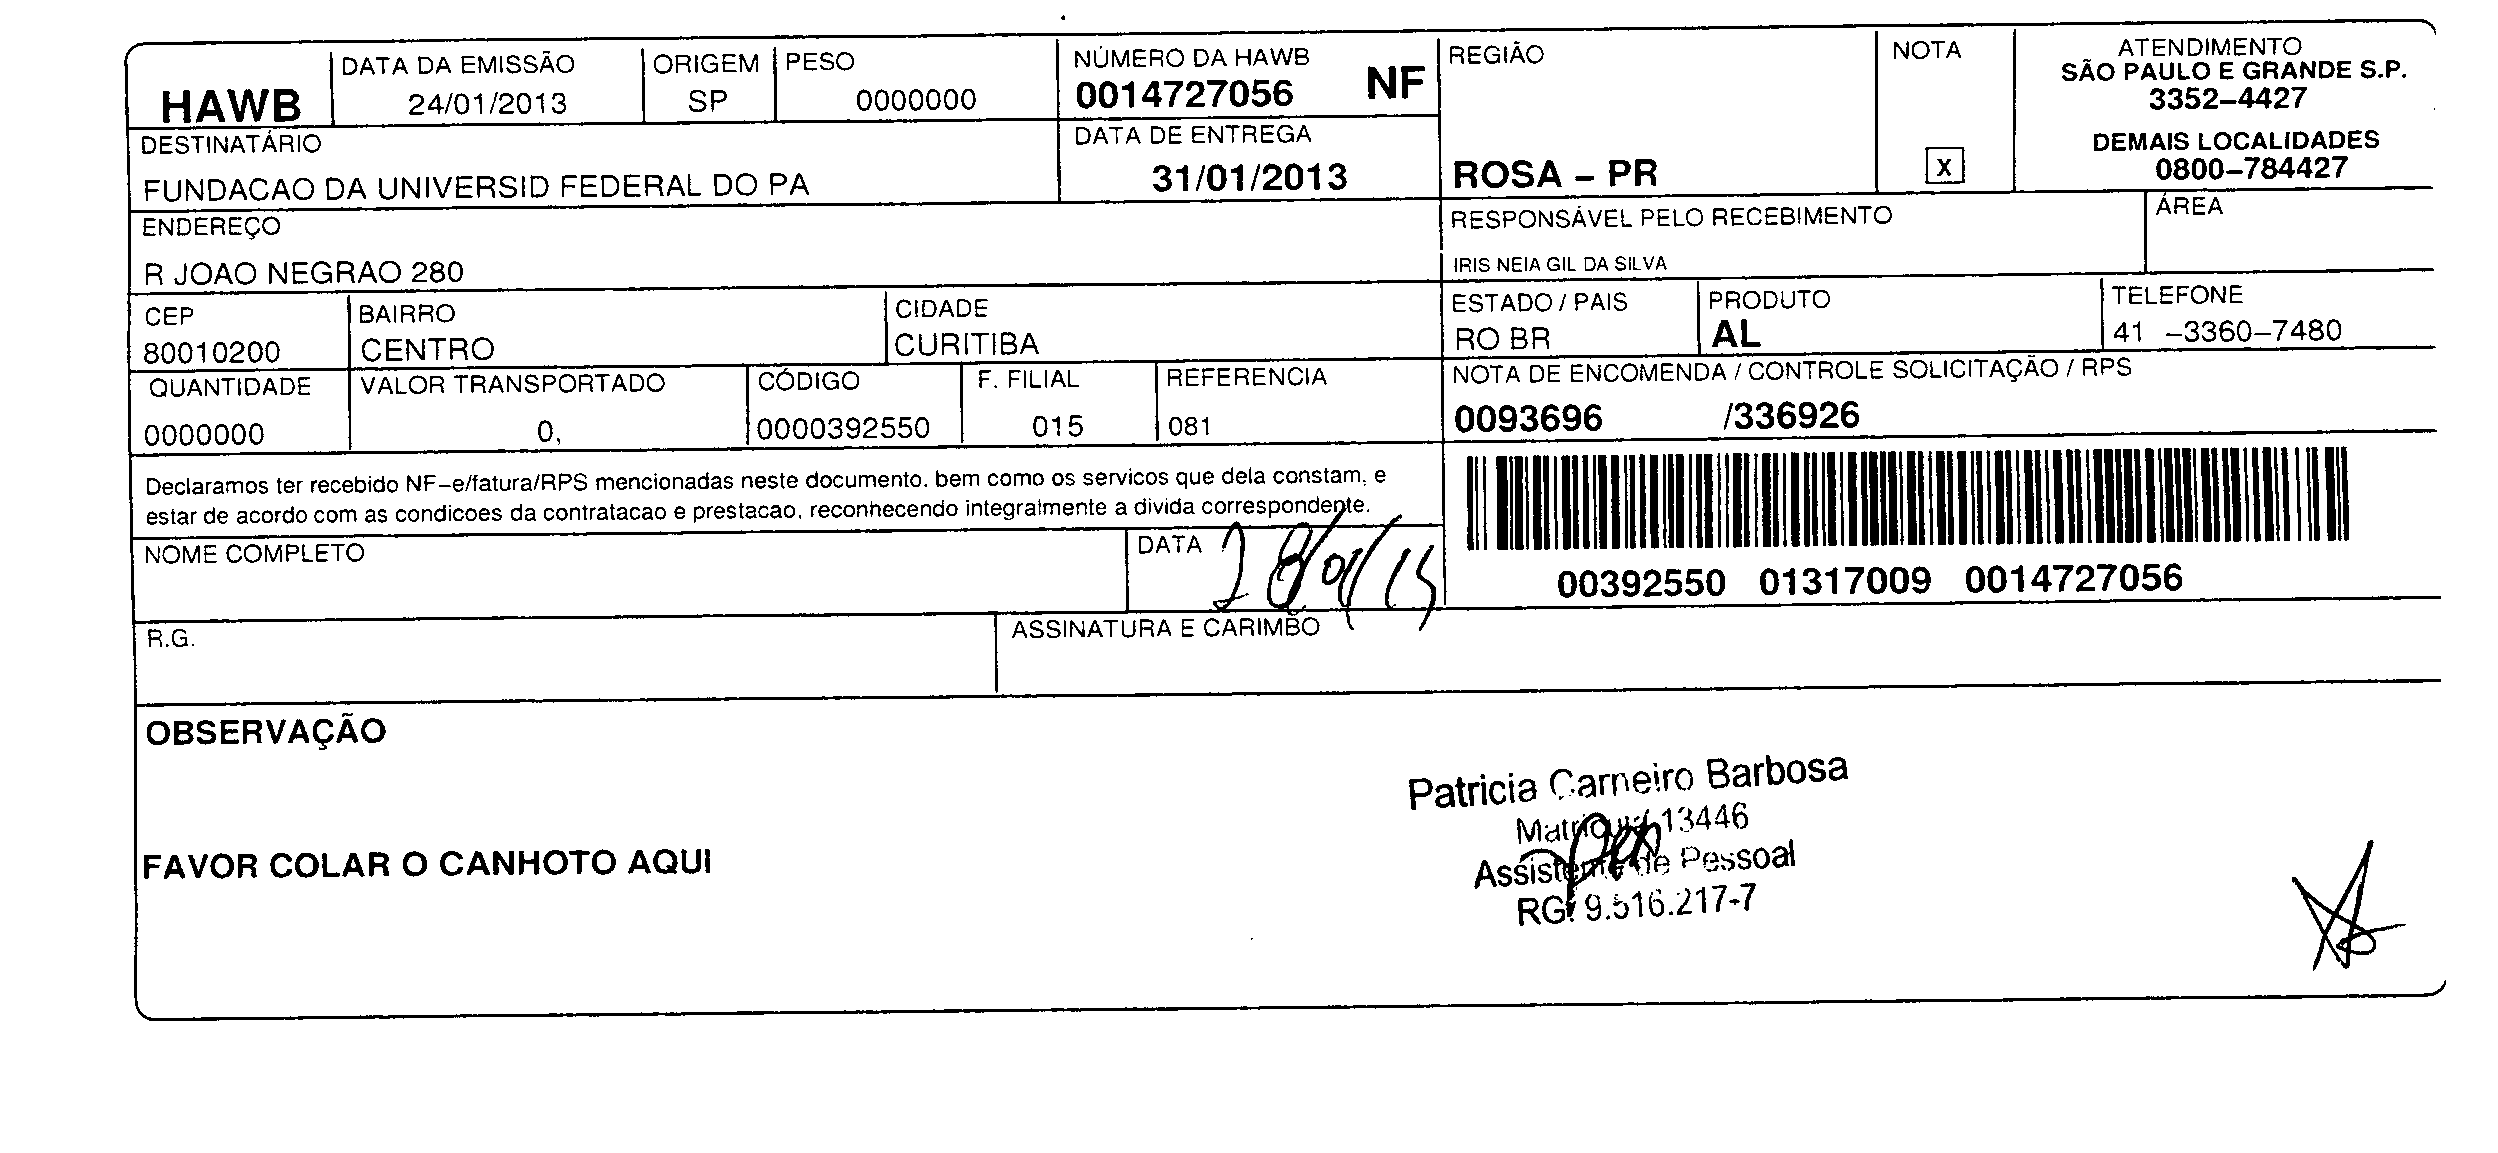 HAWB
DATA DA EMISSÃO
24/01/2013
ORIGEM
SP
PESO
0000000
NÚMERO DA HAWB
0014727056 NF
DATA DE ENTREGA
31/01/2013
REGIÃO
ROSA – PR
NOTA
X
ATENDIMENTO
SÃO PAULO E GRANDE S.P.
3352–4427
DEMAIS LOCALIDADES
0800–784427
DESTINATÁRIO
FUNDACAO DA UNIVERSID FEDERAL DO PA
ENDEREÇO
R JOAO NEGRAO 280
RESPONSÁVEL PELO RECEBIMENTO
IRIS NEIA GIL DA SILVA
ÁREA
CEP
80010200
BAIRRO
CENTRO
CIDADE
CURITIBA
ESTADO / PAIS
RO BR
PRODUTO
AL
TELEFONE
41 –3360–7480
QUANTIDADE
0000000
VALOR TRANSPORTADO
0,
CÓDIGO
0000392550
F. FILIAL
015
REFERENCIA
081
NOTA DE ENCOMENDA / CONTROLE SOLICITAÇÃO / RPS
0093696 /336926
Declaramos ter recebido NF–e/fatura/RPS mencionadas neste documento. bem como os servicos que dela constam, e
estar de acordo com as condicoes da contratacao e prestacao, reconhecendo integralmente a divida correspondente.
00392550 01317009 0014727056
NOME COMPLETO
DATA 28/01/13
R.G.
ASSINATURA E CARIMBO
OBSERVAÇÃO
FAVOR COLAR O CANHOTO AQUI
Patricia Carneiro Barbosa
Matrícula 13446
Assistente de Pessoal
RG: 9.516.217-7